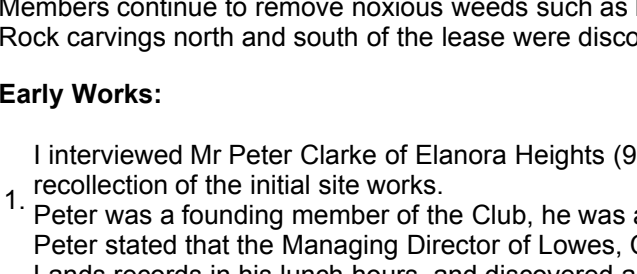 Members continue to remove noxious weeds such as
Rock carvings north and south of the lease were disco
Early Works:
I interviewed Mr Peter Clarke of Elanora Heights (9
recollection of the initial site works.
1.
Peter was a founding member of the Club, he was a
Peter stated that the Managing Director of Lowes,
Lands records in his lunch hours, and discovered